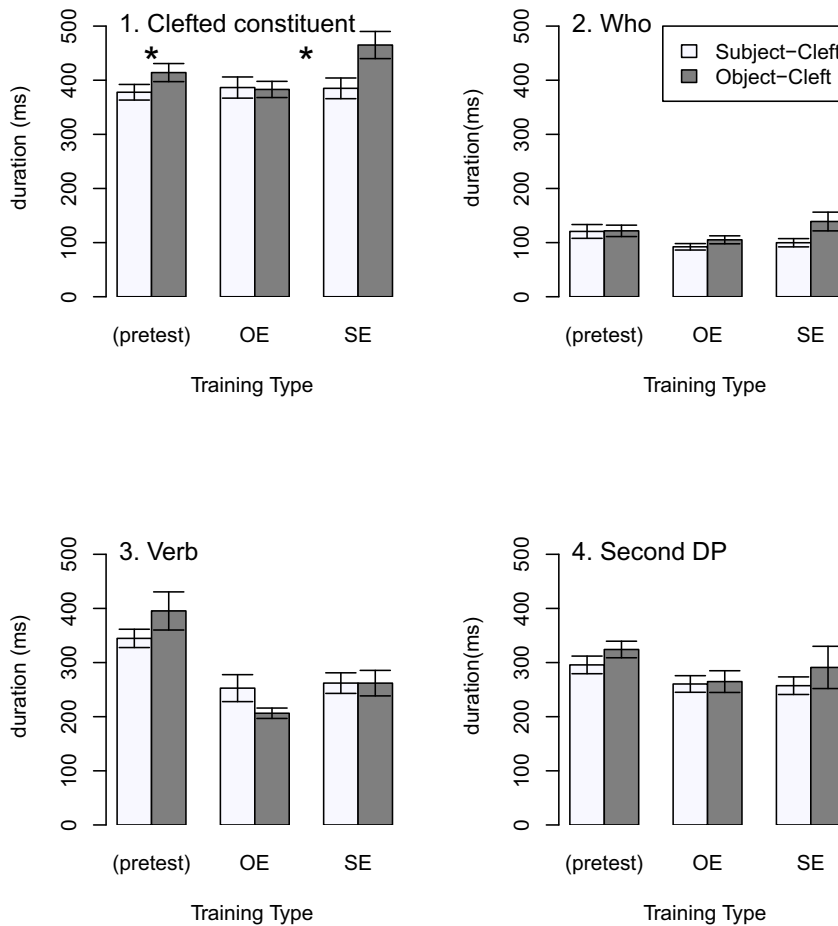 1. Clefted constituent
*
*
duration (ms)
0
100
200
300
400
500
(pretest)
OE
SE
Training Type
2. Who
Subject−Cleft
Object−Cleft
duration(ms)
0
100
200
300
400
500
(pretest)
OE
SE
Training Type
3. Verb
duration (ms)
0
100
200
300
400
500
(pretest)
OE
SE
Training Type
4. Second DP
duration(ms)
0
100
200
300
400
500
(pretest)
OE
SE
Training Type